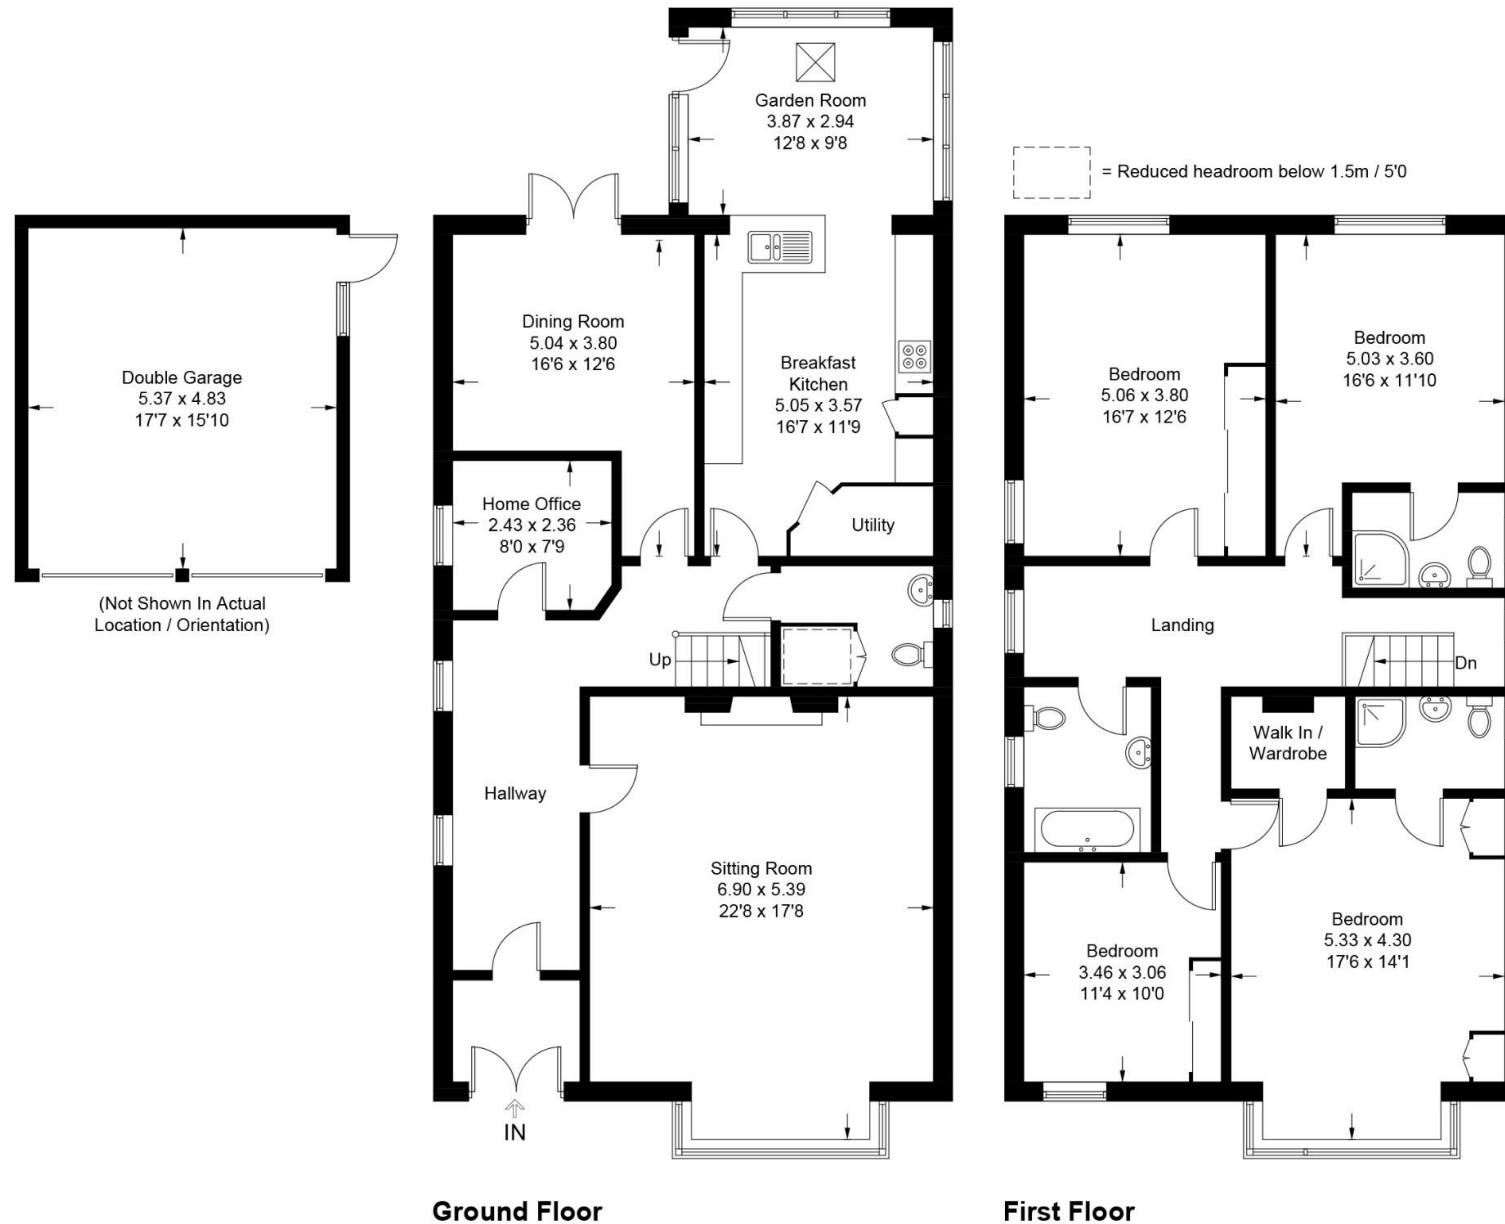 Garden Room
3.87 x 2.94
12'8 x 9'8
= Reduced headroom below 1.5m / 5'0
Double Garage
5.37 x 4.83
17'7 x 15'10
(Not Shown In Actual
Location / Orientation)
Dining Room
5.04 x 3.80
16'6 x 12'6
Breakfast
Kitchen
5.05 x 3.57
16'7 x 11'9
Home Office
2.43 x 2.36
8'0 x 7'9
Utility
Up
Hallway
Sitting Room
6.90 x 5.39
22'8 x 17'8
IN
Ground Floor
Bedroom
5.06 x 3.80
16'7 x 12'6
Bedroom
5.03 x 3.60
16'6 x 11'10
Landing
Dn
Walk In /
Wardrobe
Bedroom
3.46 x 3.06
11'4 x 10'0
Bedroom
5.33 x 4.30
17'6 x 14'1
First Floor